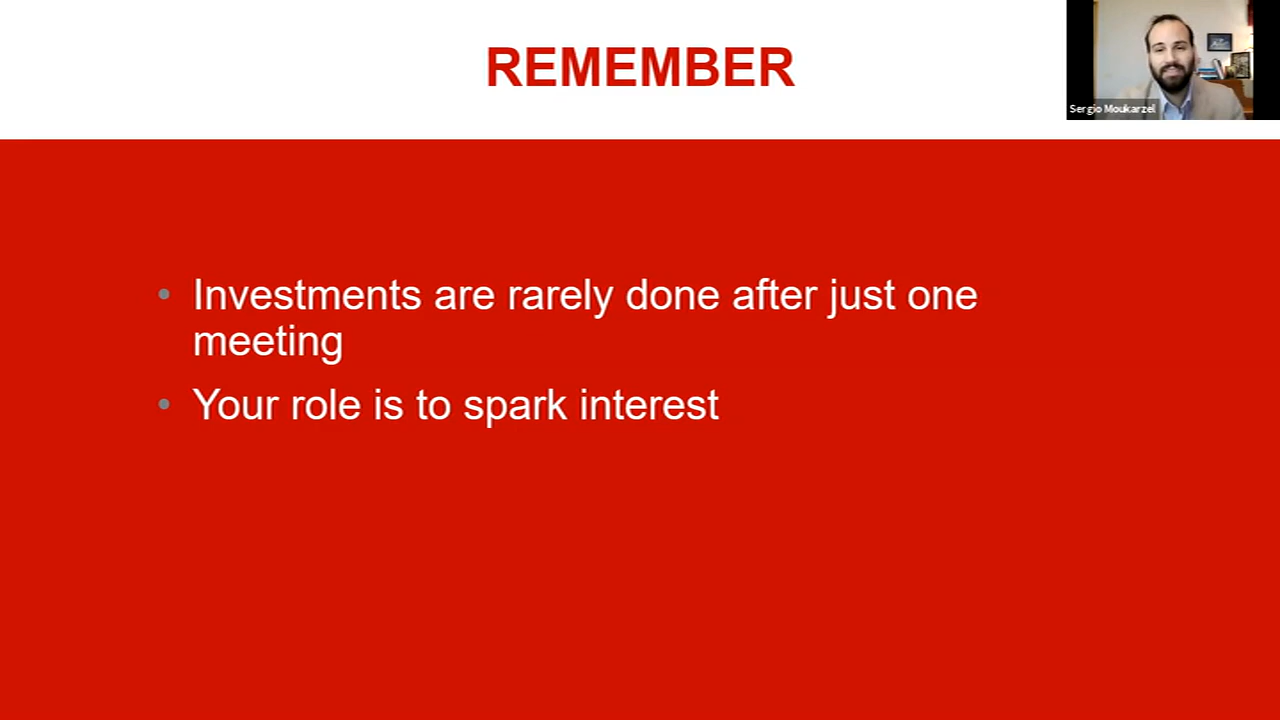 REMEMBER
Sergio Moukarzel
• Investments are rarely done after just one
meeting
• Your role is to spark interest